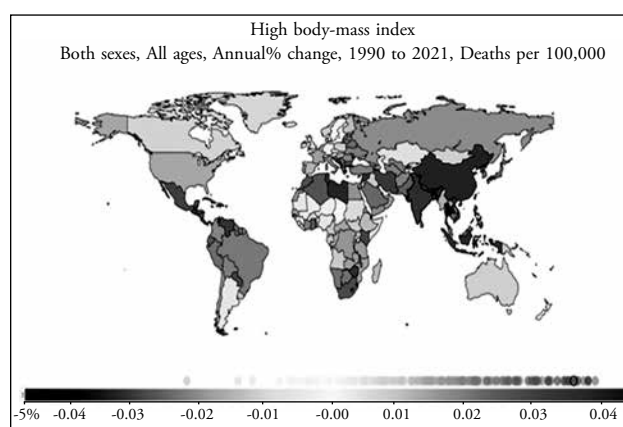 High body-mass index
Both sexes, All ages, Annual% change, 1990 to 2021, Deaths per 100,000
-5% -0.04 -0.03 -0.02 -0.01 -0.00 0.01 0.02 0.03 0.04